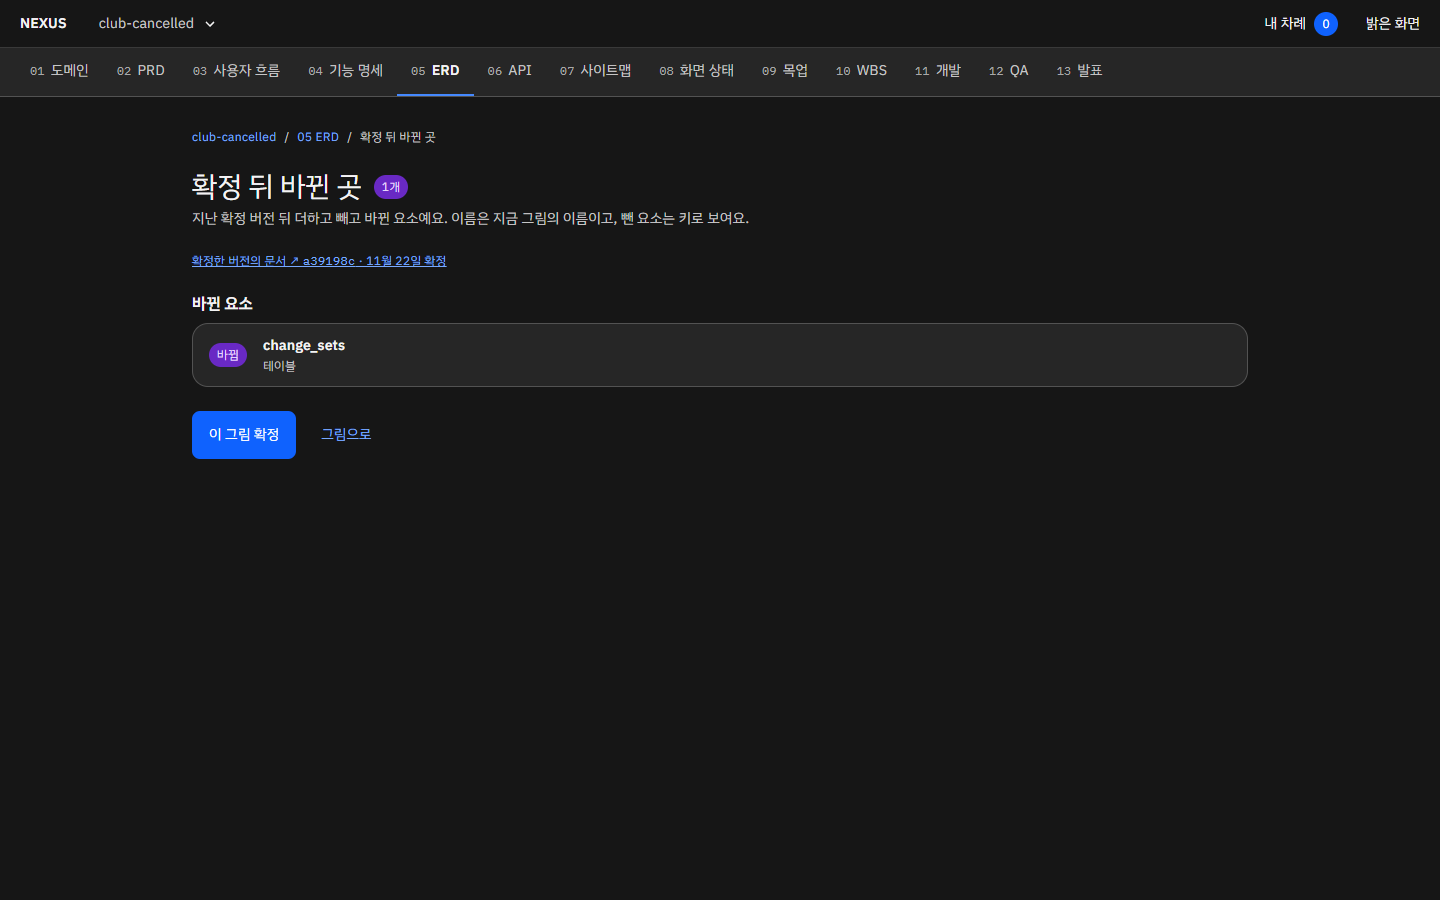 NEXUS club-cancelled 내 차례 0 밝은 화면
01 도메인 02 PRD 03 사용자 흐름 04 기능 명세 05 ERD 06 API 07 사이트맵 08 화면 상태 09 목업 10 WBS 11 개발 12 QA 13 발표
club-cancelled / 05 ERD / 확정 뒤 바뀐 곳
확정 뒤 바뀐 곳 1개
지난 확정 버전 뒤 더하고 빼고 바뀐 요소예요. 이름은 지금 그림의 이름이고, 뺀 요소는 키로 보여요.
확정한 버전의 문서 ↗ a39198c · 11월 22일 확정
바뀐 요소
바뀜 change_sets
테이블
이 그림 확정 그림으로